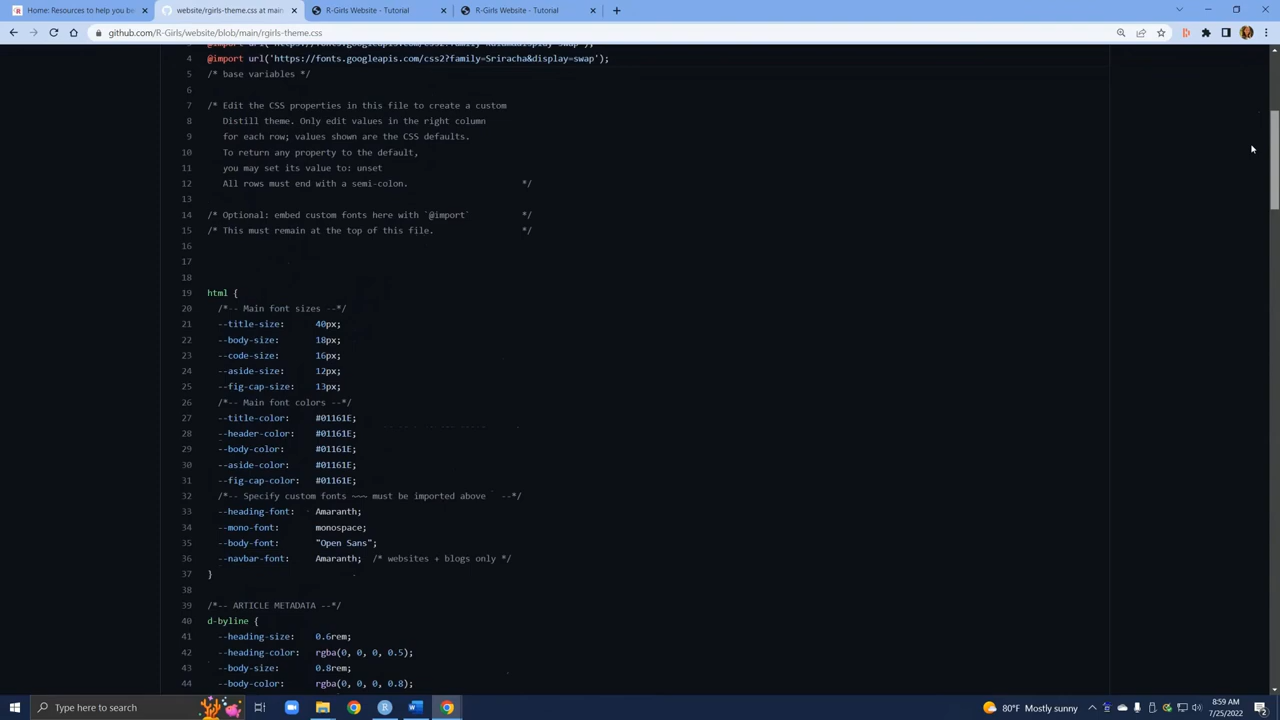 Home: Resources to help you be
website/rgirls-theme.css at main
R-Girls Website - Tutorial
R-Girls Website - Tutorial
github.com/R-Girls/website/blob/main/rgirls-theme.css
4 @import url('https://fonts.googleapis.com/css2?family=Sriracha&display=swap');
5 /* base variables */
6
7 /* Edit the CSS properties in this file to create a custom
8 Distill theme. Only edit values in the right column
9 for each row; values shown are the CSS defaults.
10 To return any property to the default,
11 you may set its value to: unset
12 All rows must end with a semi-colon. */
13
14 /* Optional: embed custom fonts here with `@import` */
15 /* This must remain at the top of this file. */
16
17
18
19 html {
20 /*-- Main font sizes --*/
21 --title-size: 40px;
22 --body-size: 18px;
23 --code-size: 16px;
24 --aside-size: 12px;
25 --fig-cap-size: 13px;
26 /*-- Main font colors --*/
27 --title-color: #01161E;
28 --header-color: #01161E;
29 --body-color: #01161E;
30 --aside-color: #01161E;
31 --fig-cap-color: #01161E;
32 /*-- Specify custom fonts ~~~ must be imported above --*/
33 --heading-font: Amaranth;
34 --mono-font: monospace;
35 --body-font: "Open Sans";
36 --navbar-font: Amaranth; /* websites + blogs only */
37 }
38
39 /*-- ARTICLE METADATA --*/
40 d-byline {
41 --heading-size: 0.6rem;
42 --heading-color: rgba(0, 0, 0, 0.5);
43 --body-size: 0.8rem;
44 --body-color: rgba(0, 0, 0, 0.8);
Type here to search
80°F Mostly sunny
8:59 AM
7/25/2022
2